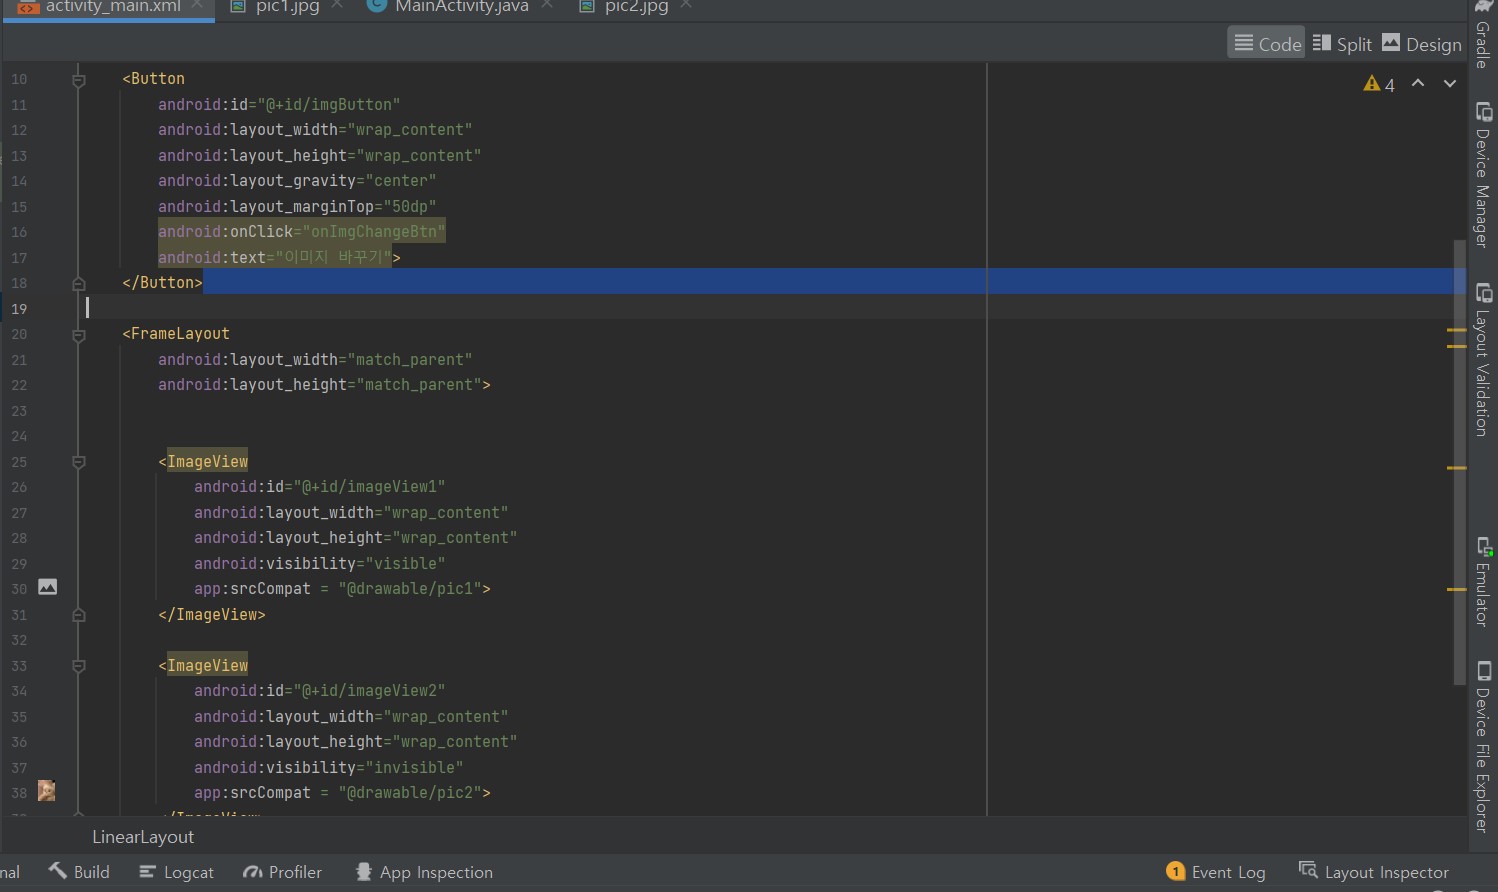 activity_main.xml pic1.jpg MainActivity.java pic2.jpg
Code Split Design
4
10 <Button
11 android:id="@+id/imgButton"
12 android:layout_width="wrap_content"
13 android:layout_height="wrap_content"
14 android:layout_gravity="center"
15 android:layout_marginTop="50dp"
16 android:onClick="onImgChangeBtn"
17 android:text="이미지 바꾸기">
18 </Button>
19
20 <FrameLayout
21 android:layout_width="match_parent"
22 android:layout_height="match_parent">
23
24
25 <ImageView
26 android:id="@+id/imageView1"
27 android:layout_width="wrap_content"
28 android:layout_height="wrap_content"
29 android:visibility="visible"
30 app:srcCompat = "@drawable/pic1">
31 </ImageView>
32
33 <ImageView
34 android:id="@+id/imageView2"
35 android:layout_width="wrap_content"
36 android:layout_height="wrap_content"
37 android:visibility="invisible"
38 app:srcCompat = "@drawable/pic2">
</ImageView>
LinearLayout
nal Build Logcat Profiler App Inspection 1 Event Log Layout Inspector
Gradle
Device Manager
Layout Validation
Emulator
Device File Explorer